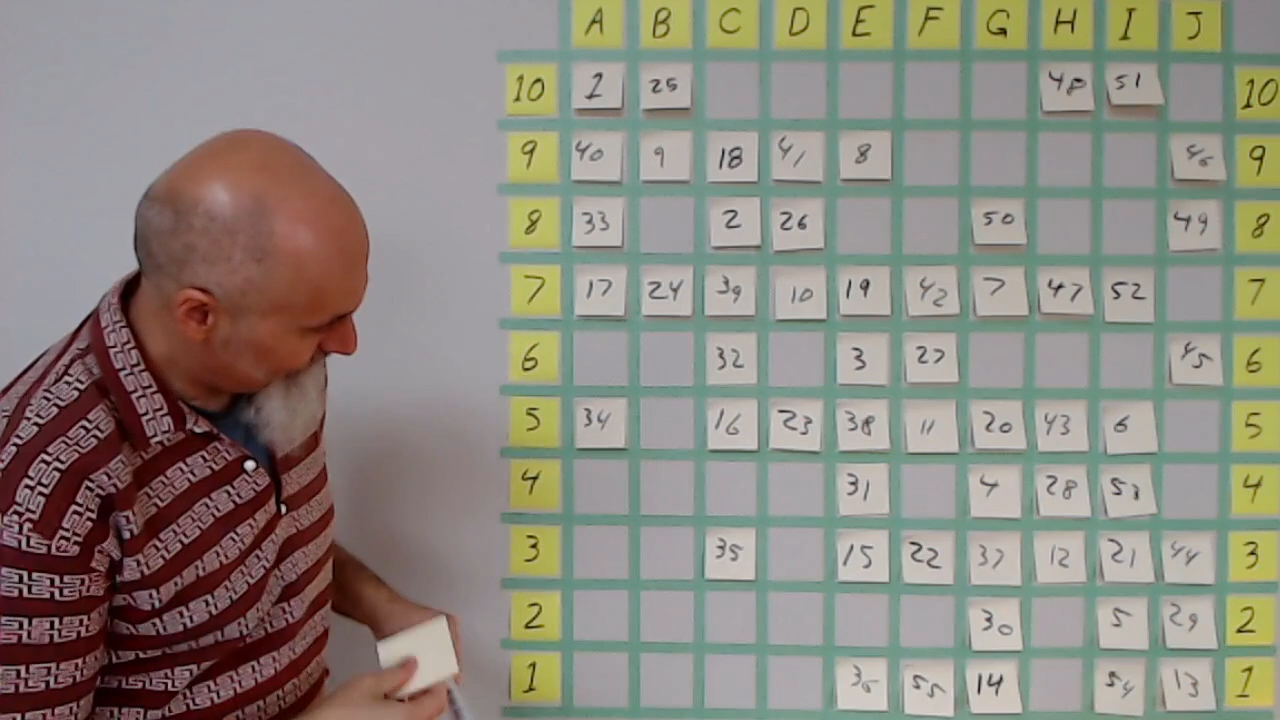 A B C D E F G H I J
10 1 25 48 51 10
9 40 9 18 41 8 46 9
8 33 2 26 50 49 8
7 17 24 39 10 19 42 7 47 52 7
6 32 3 27 45 6
5 34 16 23 38 11 20 43 6 5
4 31 4 28 53 4
3 35 15 22 37 12 21 44 3
2 30 5 29 2
1 36 55 14 54 13 1